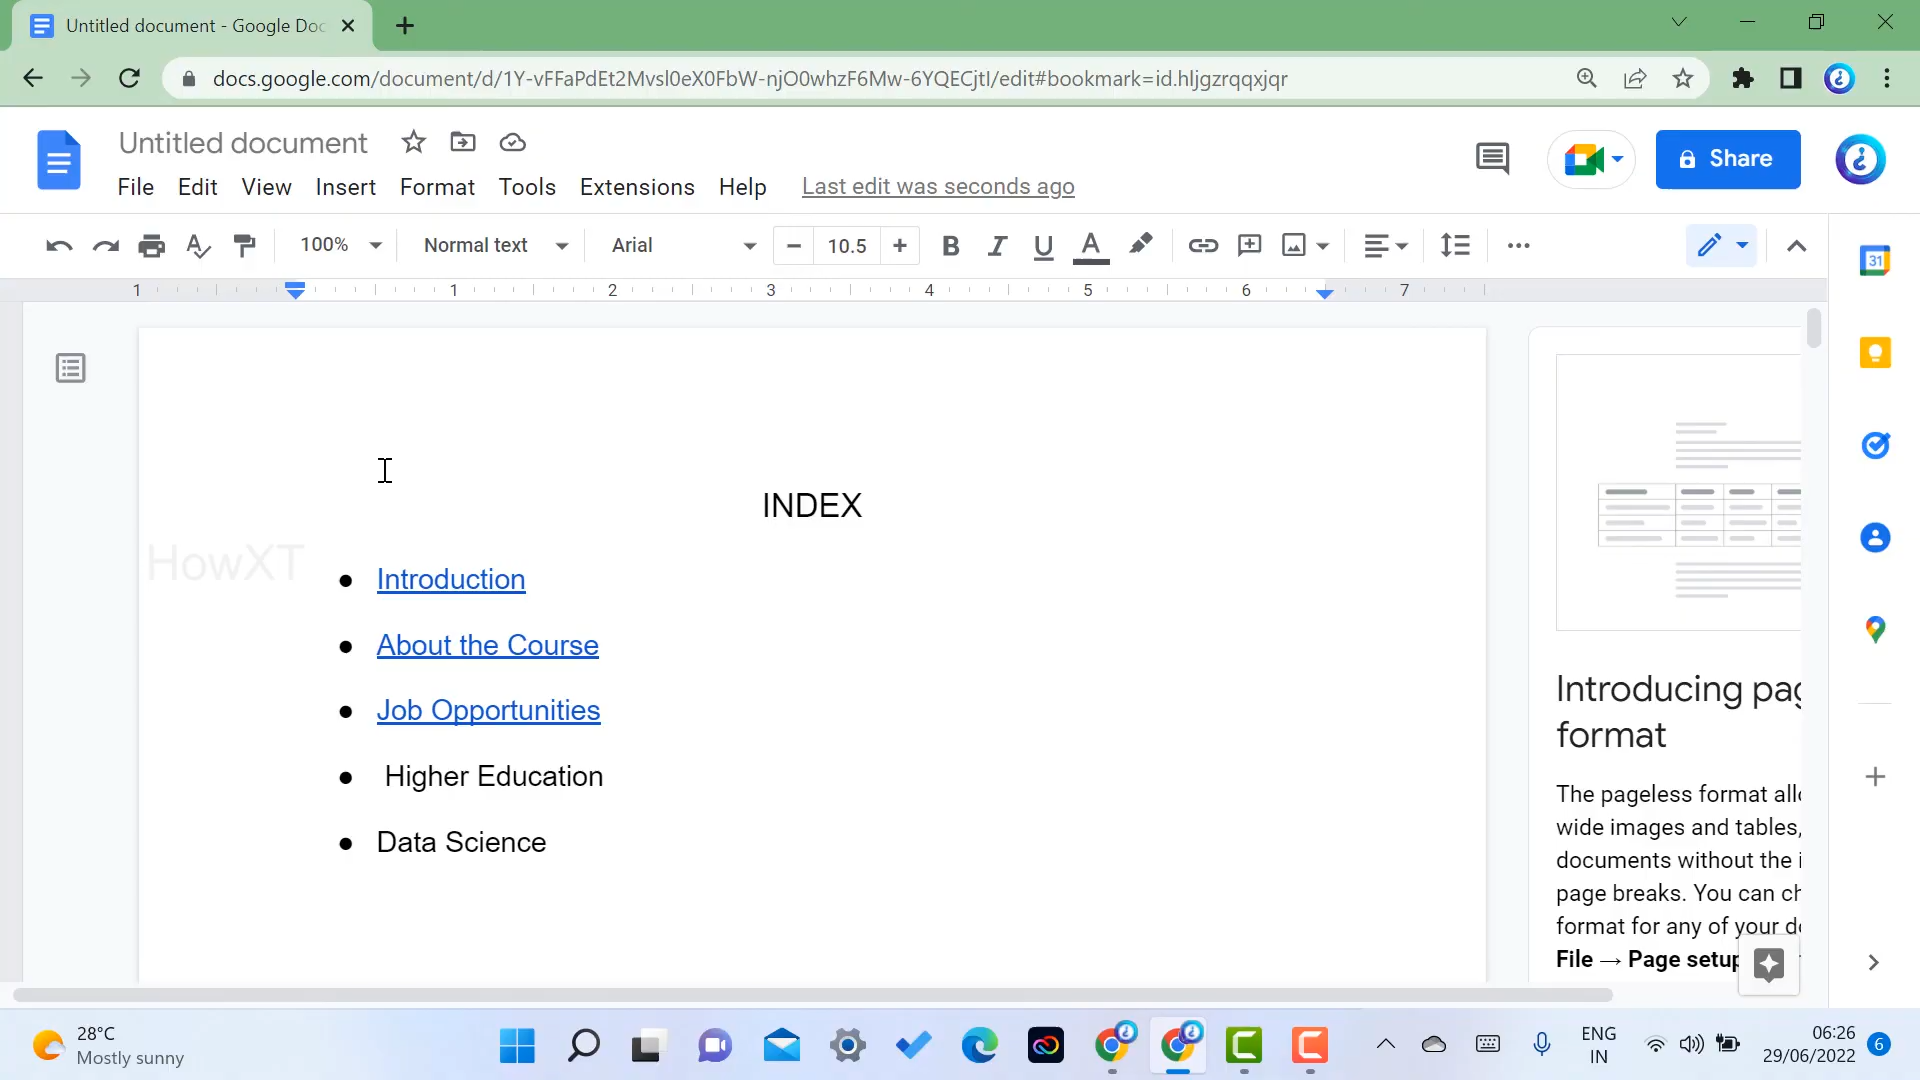 Untitled document - Google Doc
docs.google.com/document/d/1Y-vFFaPdEt2Mvsl0eX0FbW-njO0whzF6Mw-6YQECjtI/edit#bookmark=id.hljgzrqqxjqr
Untitled document
Share
File Edit View Insert Format Tools Extensions Help Last edit was seconds ago
100% Normal text Arial 10.5 B I U A
31
1 1 2 3 4 5 6 7
INDEX
HowXT
● Introduction
● About the Course
● Job Opportunities
● Higher Education
● Data Science
Introducing pag
format
The pageless format allo
wide images and tables,
documents without the i
page breaks. You can ch
format for any of your do
File → Page setup
28°C
Mostly sunny
ENG
IN
06:26
29/06/2022
6